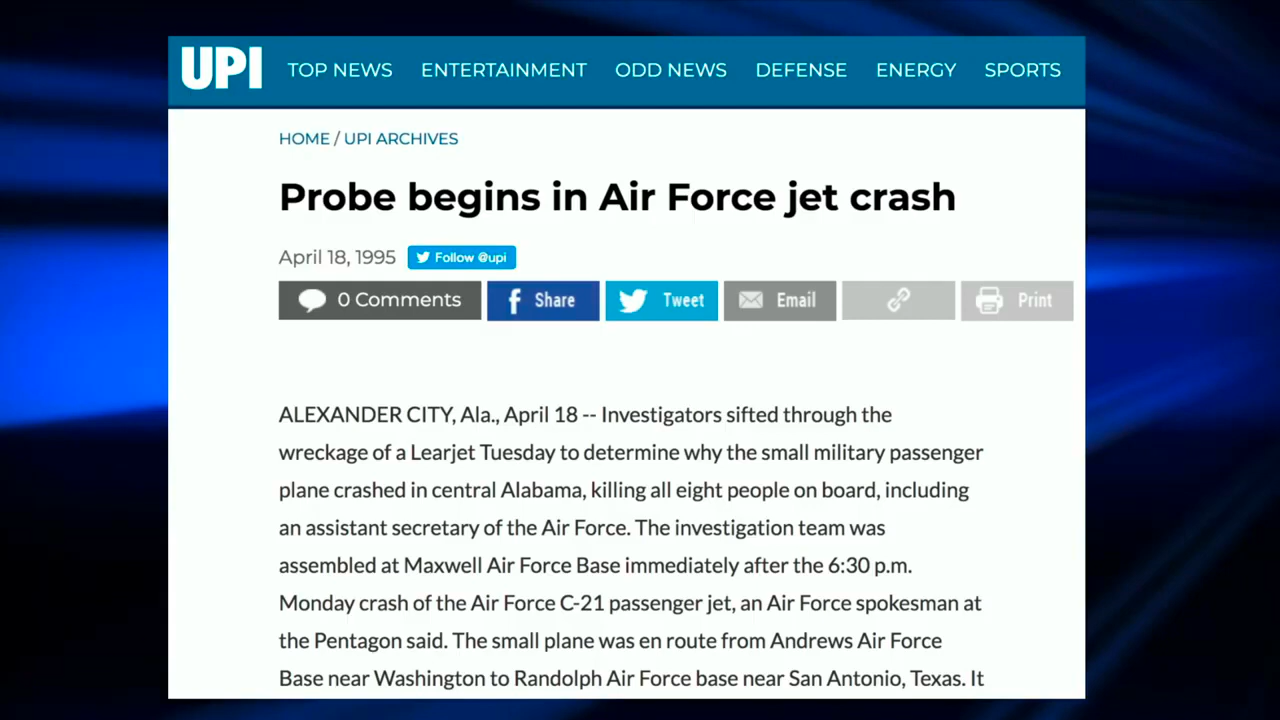 UPI TOP NEWS ENTERTAINMENT ODD NEWS DEFENSE ENERGY SPORTS
HOME / UPI ARCHIVES
Probe begins in Air Force jet crash
April 18, 1995 Follow @upi
0 Comments Share Tweet Email Print
ALEXANDER CITY, Ala., April 18 -- Investigators sifted through the
wreckage of a Learjet Tuesday to determine why the small military passenger
plane crashed in central Alabama, killing all eight people on board, including
an assistant secretary of the Air Force. The investigation team was
assembled at Maxwell Air Force Base immediately after the 6:30 p.m.
Monday crash of the Air Force C-21 passenger jet, an Air Force spokesman at
the Pentagon said. The small plane was en route from Andrews Air Force
Base near Washington to Randolph Air Force base near San Antonio, Texas. It